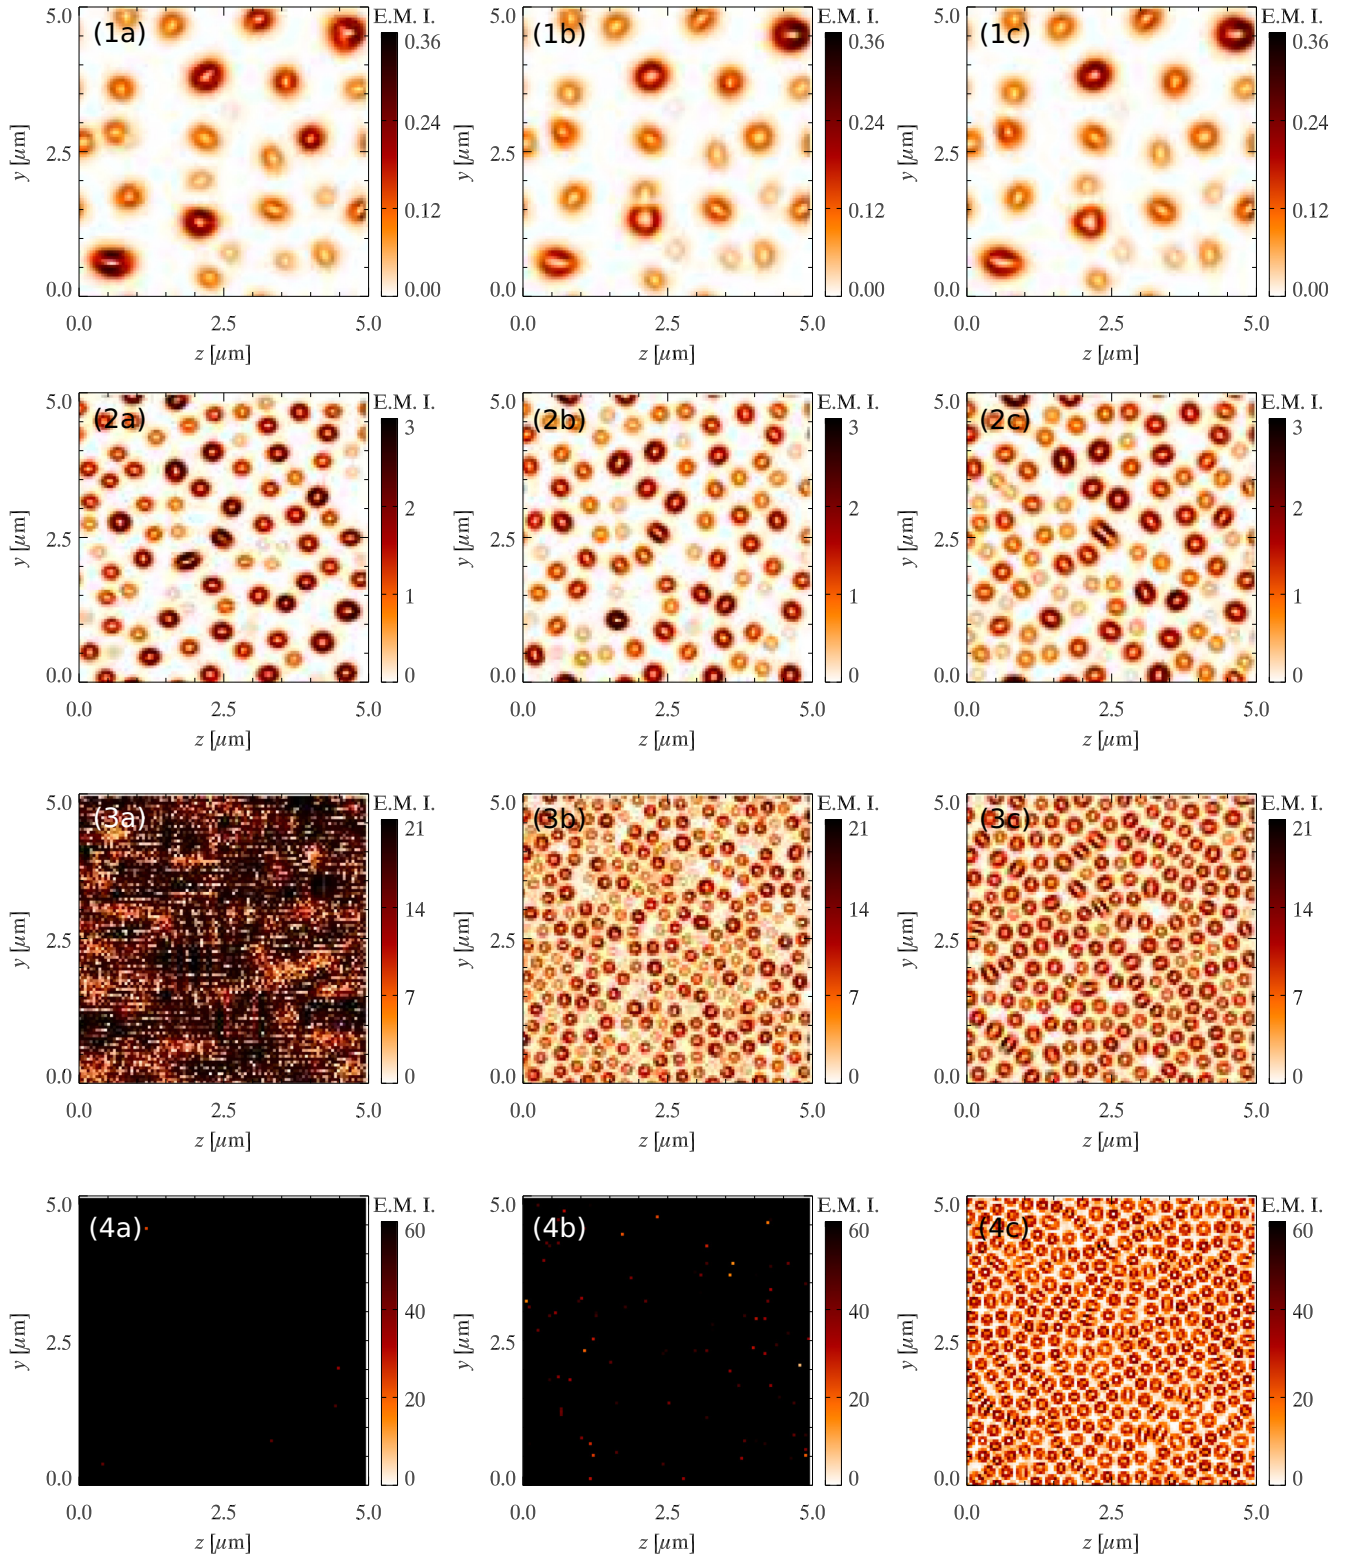 5.0 (1a) E.M. I. 0.36 5.0 (1b) E.M. I. 0.36 5.0 (1c) E.M. I. 0.36
0.24 0.24 0.24
y [μm] 2.5 y [μm] 2.5 y [μm] 2.5
0.12 0.12 0.12
0.0 0.00 0.0 0.00 0.0 0.00
0.0 2.5 5.0 0.0 2.5 5.0 0.0 2.5 5.0
z [μm] z [μm] z [μm]
5.0 (2a) E.M. I. 3 5.0 (2b) E.M. I. 3 5.0 (2c) E.M. I. 3
2 2 2
y [μm] 2.5 y [μm] 2.5 y [μm] 2.5
1 1 1
0.0 0 0.0 0 0.0 0
0.0 2.5 5.0 0.0 2.5 5.0 0.0 2.5 5.0
z [μm] z [μm] z [μm]
5.0 (3a) E.M. I. 21 5.0 (3b) E.M. I. 21 5.0 (3c) E.M. I. 21
14 14 14
y [μm] 2.5 y [μm] 2.5 y [μm] 2.5
7 7 7
0.0 0 0.0 0 0.0 0
0.0 2.5 5.0 0.0 2.5 5.0 0.0 2.5 5.0
z [μm] z [μm] z [μm]
5.0 (4a) E.M. I. 60 5.0 (4b) E.M. I. 60 5.0 (4c) E.M. I. 60
40 40 40
y [μm] 2.5 y [μm] 2.5 y [μm] 2.5
20 20 20
0.0 0 0.0 0 0.0 0
0.0 2.5 5.0 0.0 2.5 5.0 0.0 2.5 5.0
z [μm] z [μm] z [μm]